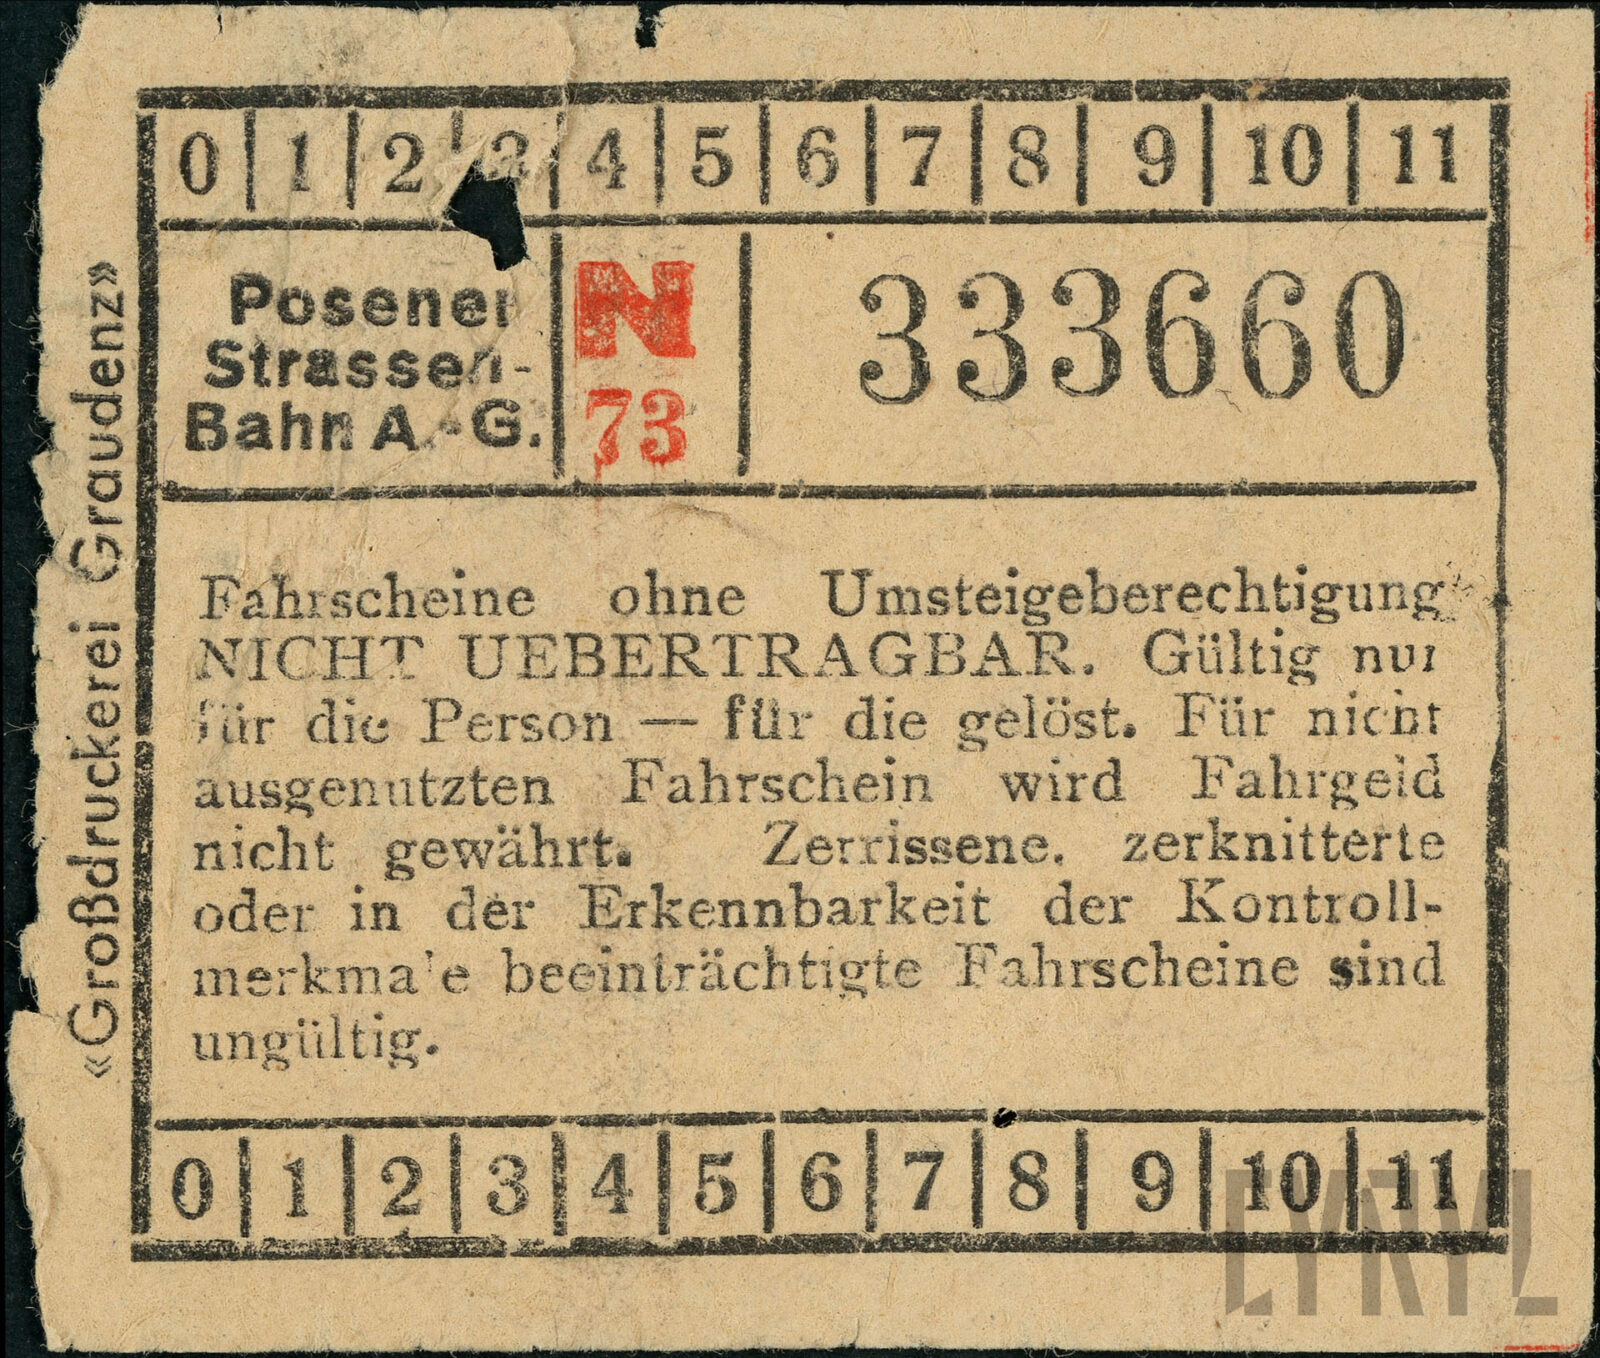 0 1 2 3 4 5 6 7 8 9 10 11
Posener
Strassen-
Bahn A.-G.
N
73
333660
Fahrscheine ohne Umsteigeberechtigung
NICHT UEBERTRAGBAR. Gültig nur
für die Person — für die gelöst. Für nicht
ausgenutzten Fahrschein wird Fahrgeld
nicht gewährt. Zerrissene, zerknitterte
oder in der Erkennbarkeit der Kontroll-
merkmale beeinträchtigte Fahrscheine sind
ungültig.
0 1 2 3 4 5 6 7 8 9 10 11
«Großdruckerei Graudenz»
CYRYL